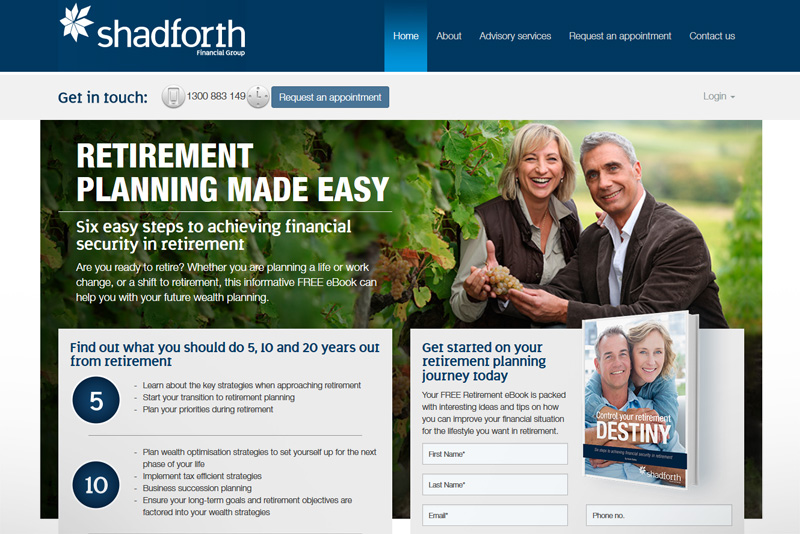 shadforth
Financial Group
Home
About
Advisory services
Request an appointment
Contact us
Get in touch:
1300 883 149
Request an appointment
Login
RETIREMENT
PLANNING MADE EASY
Six easy steps to achieving financial
security in retirement
Are you ready to retire? Whether you are planning a life or work
change, or a shift to retirement, this informative FREE eBook can
help you with your future wealth planning.
Find out what you should do 5, 10 and 20 years out
from retirement
5
- Learn about the key strategies when approaching retirement
- Start your transition to retirement planning
- Plan your priorities during retirement
10
- Plan wealth optimisation strategies to set yourself up for the next
phase of your life
- Implement tax efficient strategies
- Business succession planning
- Ensure your long-term goals and retirement objectives are
factored into your wealth strategies
Get started on your
retirement planning
journey today
Your FREE Retirement eBook is packed
with interesting ideas and tips on how
you can improve your financial situation
for the lifestyle you want in retirement.
First Name*
Last Name*
Email*
Phone no.
Control your retirement
DESTINY
Six steps to achieving financial security in retirement
shadforth